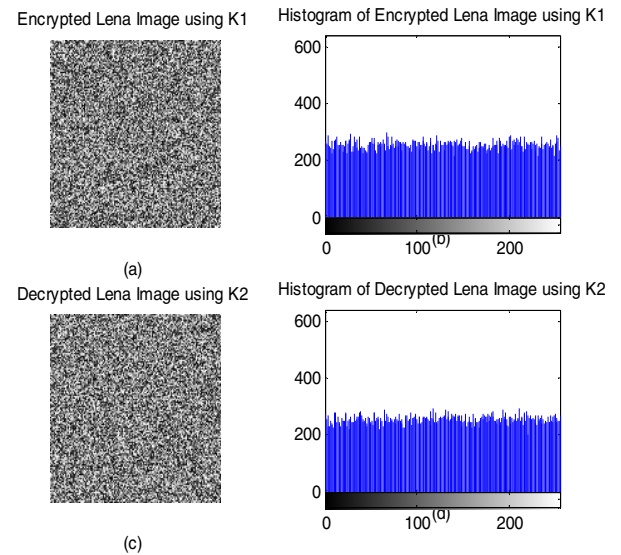 Encrypted Lena Image using K1
Histogram of Encrypted Lena Image using K1
600
400
200
0
0 100 200
(a)
(b)
Decrypted Lena Image using K2
Histogram of Decrypted Lena Image using K2
600
400
200
0
0 100 200
(c)
(d)